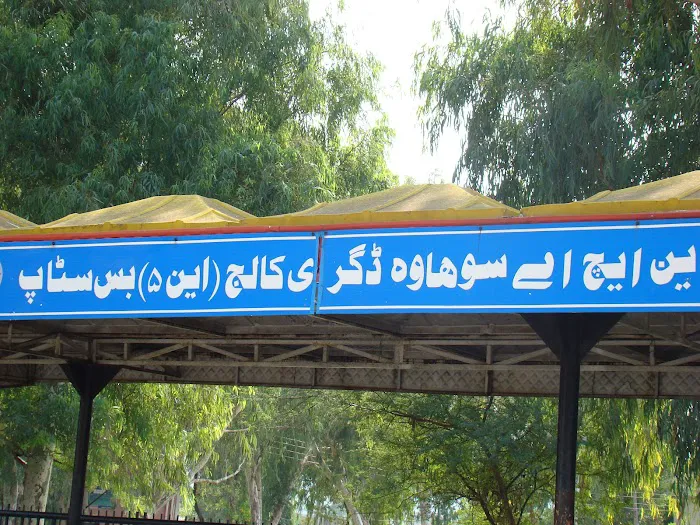 ین ایچ اے سوہاوہ ڈگری کالج (این ۵) بس سٹاپ